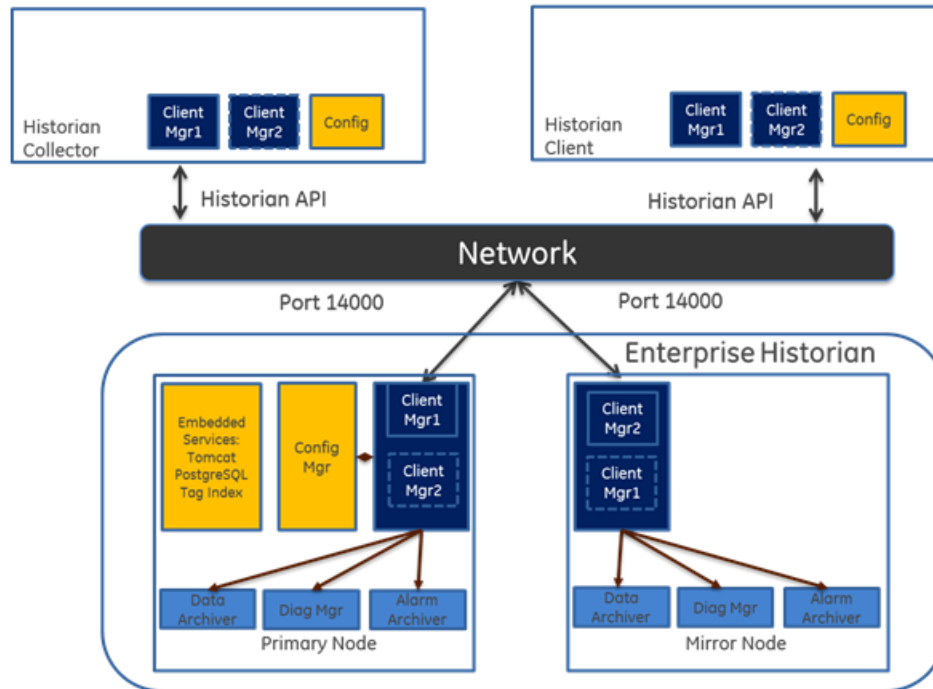 Historian
Collector
Client
Mgr1
Client
Mgr2
Config
Historian
Client
Client
Mgr1
Client
Mgr2
Config
Historian API
Historian API
Network
Port 14000
Port 14000
Enterprise Historian
Embedded
Services:
Tomcat
PostgreSQL
Tag Index
Config
Mgr
Client
Mgr1
Client
Mgr2
Client
Mgr2
Client
Mgr1
Data
Archiver
Diag Mgr
Alarm
Archiver
Primary Node
Data
Archiver
Diag Mgr
Alarm
Archiver
Mirror Node